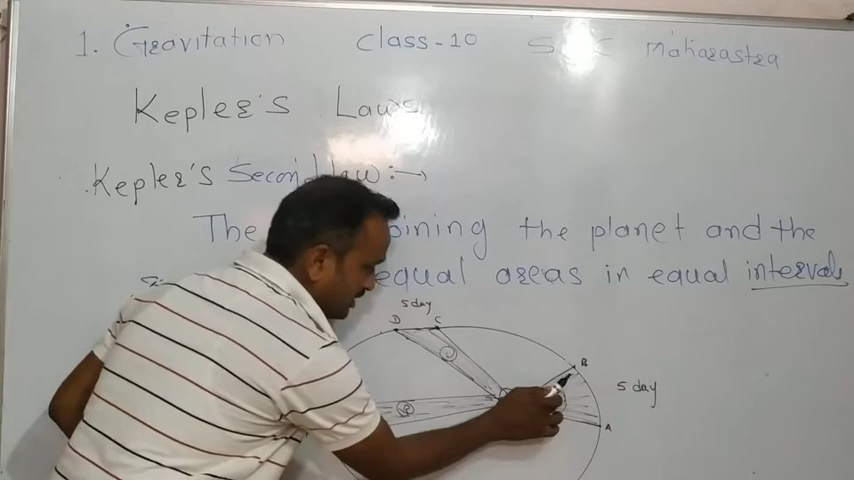 1. Gravitation Class-10 Maharastra
Kepler's Laws
Kepler's Second law :→
The joining the planet and the
equal areas in equal intervals
5 day
D C
B
5 day
A